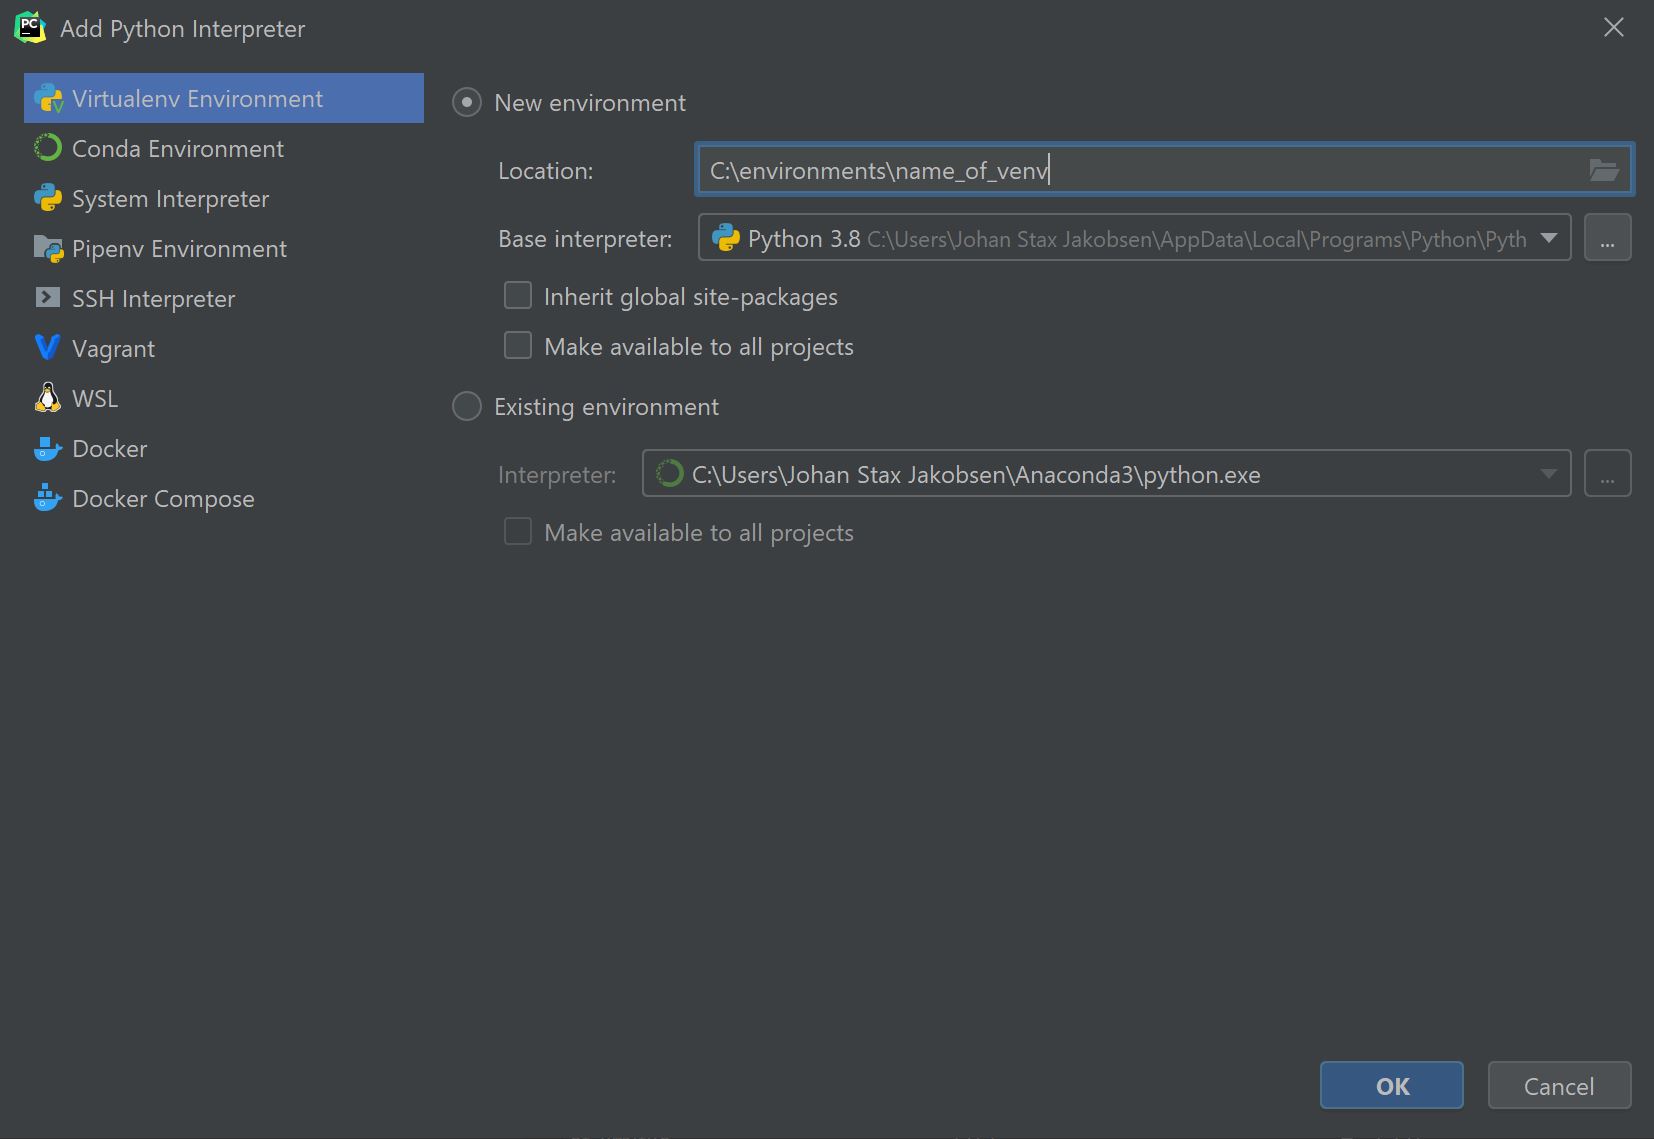 PC
Add Python Interpreter
Virtualenv Environment
Conda Environment
System Interpreter
Pipenv Environment
SSH Interpreter
Vagrant
WSL
Docker
Docker Compose
New environment
Location: C:\environments\name_of_venv
Base interpreter: Python 3.8 C:\Users\Johan Stax Jakobsen\AppData\Local\Programs\Python\Pyth ...
Inherit global site-packages
Make available to all projects
Existing environment
Interpreter: C:\Users\Johan Stax Jakobsen\Anaconda3\python.exe ...
Make available to all projects
OK Cancel